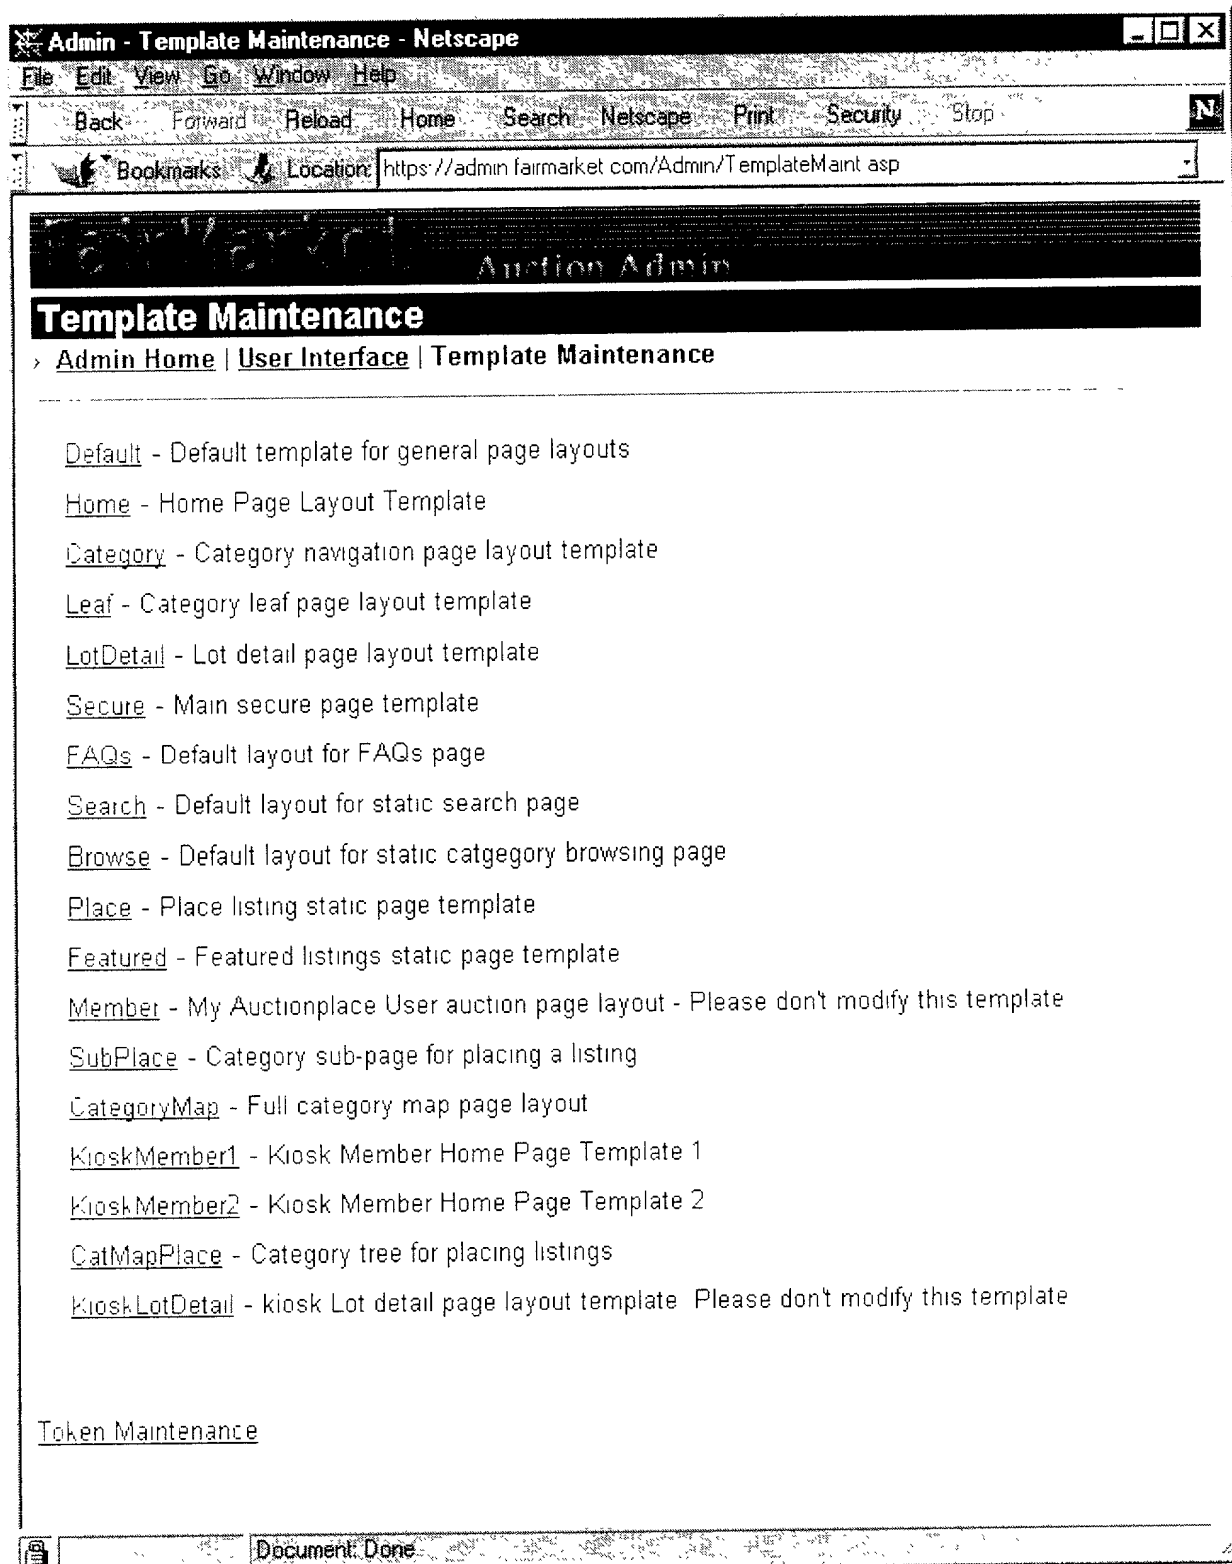 Admin - Template Maintenance - Netscape
File Edit View Go Window Help
Back Forward Reload Home Search Netscape Print Security Stop
N
Bookmarks Location: https://admin.fairmarket.com/Admin/TemplateMaint.asp
FairMarket
Auction Admin
Template Maintenance
› Admin Home | User Interface | Template Maintenance
Default - Default template for general page layouts
Home - Home Page Layout Template
Category - Category navigation page layout template
Leaf - Category leaf page layout template
LotDetail - Lot detail page layout template
Secure - Main secure page template
FAQs - Default layout for FAQs page
Search - Default layout for static search page
Browse - Default layout for static catgegory browsing page
Place - Place listing static page template
Featured - Featured listings static page template
Member - My Auctionplace User auction page layout - Please don't modify this template
SubPlace - Category sub-page for placing a listing
CategoryMap - Full category map page layout
KioskMember1 - Kiosk Member Home Page Template 1
KioskMember2 - Kiosk Member Home Page Template 2
CatMapPlace - Category tree for placing listings
KioskLotDetail - kiosk Lot detail page layout template Please don't modify this template
Token Maintenance
Document: Done